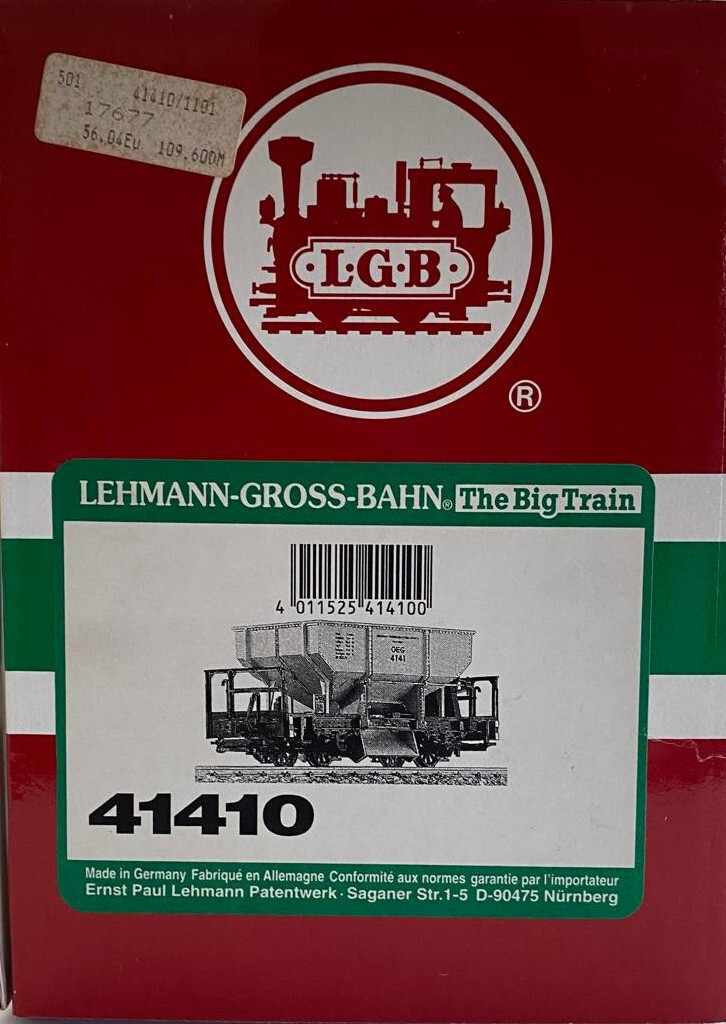 501 41410/1101
17677
56.04Eu 109.60DM
L·G·B
®
LEHMANN-GROSS-BAHN® The Big Train
4 011525 414100
OEG
4141
41410
Made in Germany Fabriqué en Allemagne Conformité aux normes garantie par l'importateur
Ernst Paul Lehmann Patentwerk · Saganer Str.1-5 D-90475 Nürnberg